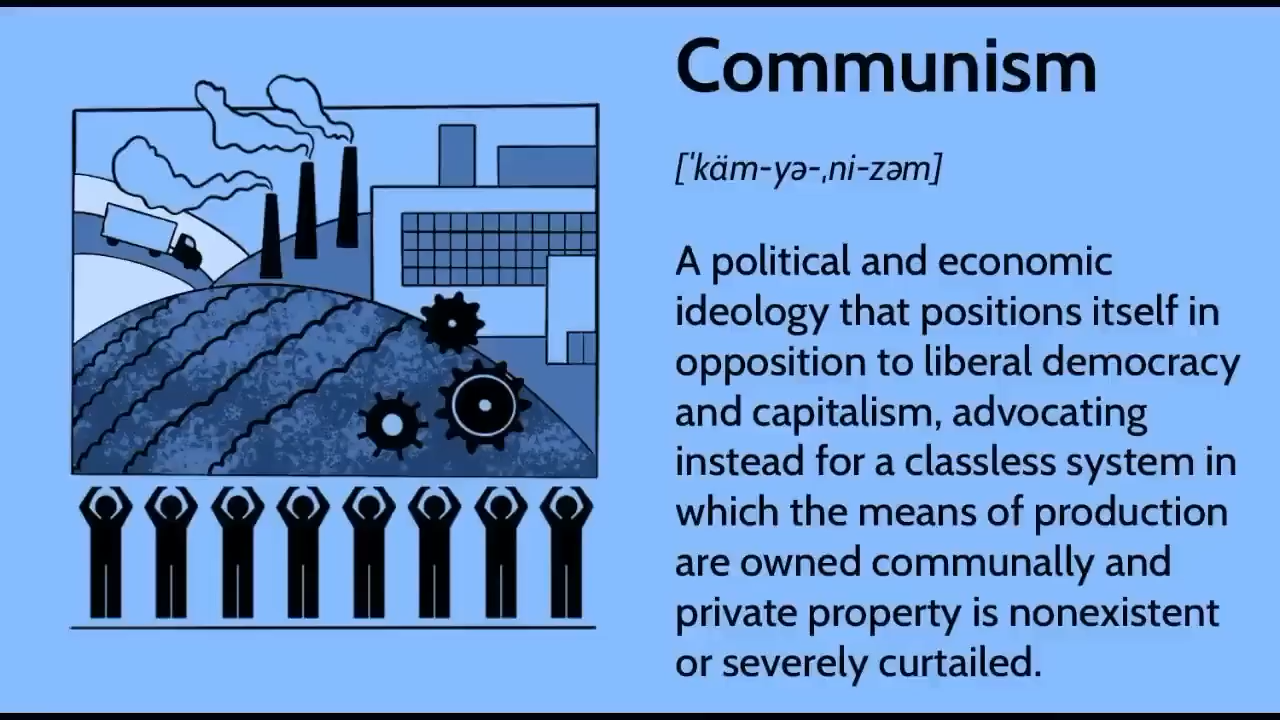 Communism
[ˈkäm-yə-ˌni-zəm]
A political and economic
ideology that positions itself in
opposition to liberal democracy
and capitalism, advocating
instead for a classless system in
which the means of production
are owned communally and
private property is nonexistent
or severely curtailed.